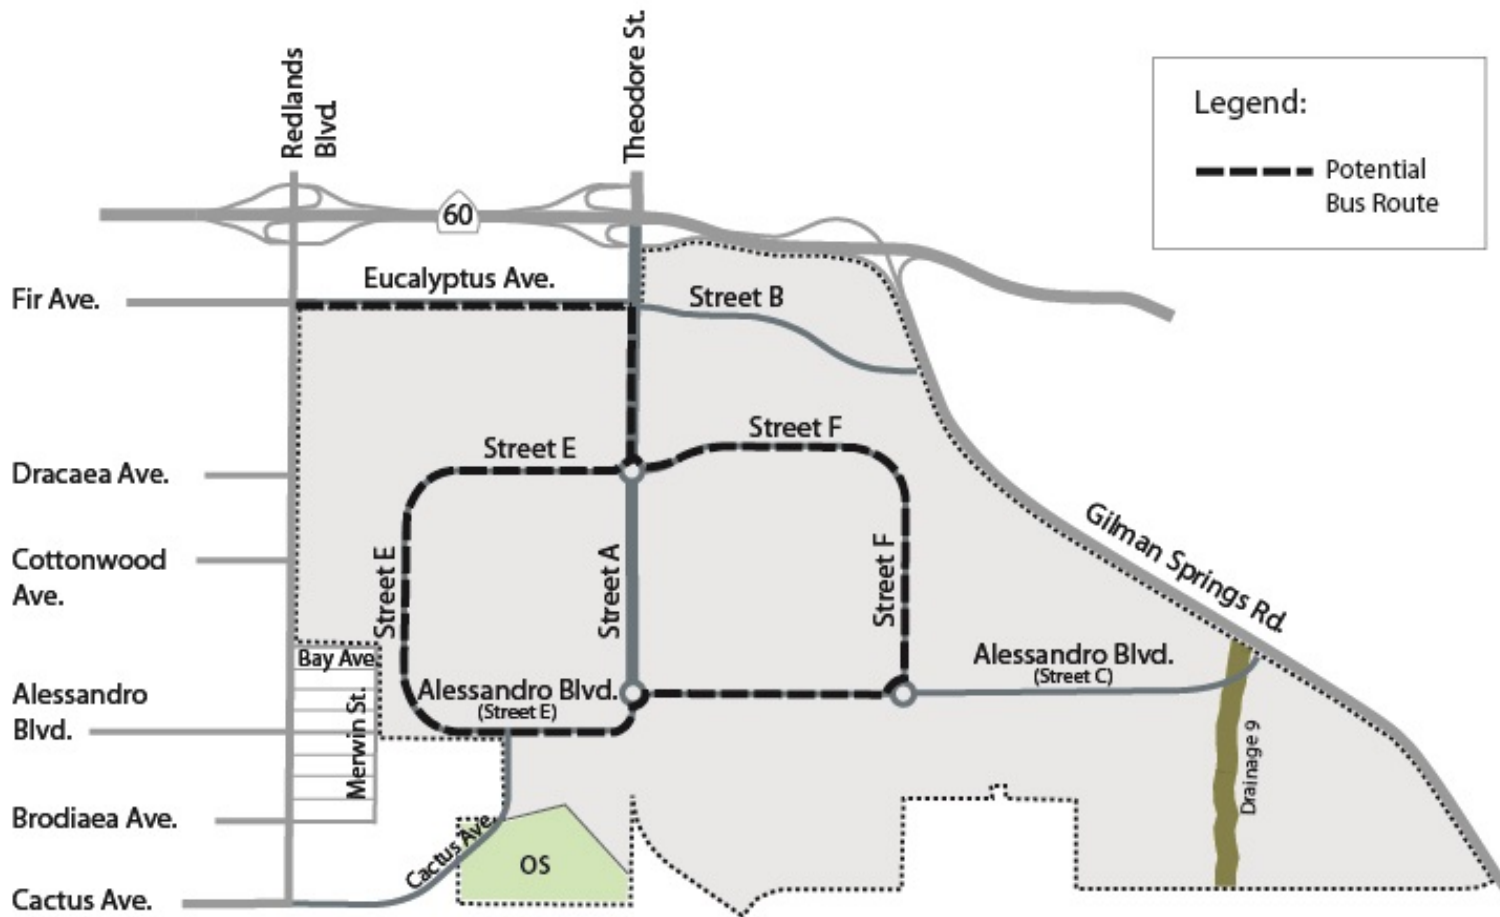 Redlands
Blvd.
Theodore St.
Legend:
Potential
Bus Route
60
Eucalyptus Ave.
Fir Ave.
Street B
Street F
Street E
Dracaea Ave.
Gilman Springs Rd.
Cottonwood
Ave.
Street E
Street A
Street F
Bay Ave.
Alessandro Blvd.
(Street C)
Alessandro
Blvd.
Alessandro Blvd.
(Street E)
Merwin St.
Drainage 9
Brodiaea Ave.
Cactus Ave.
OS
Cactus Ave.